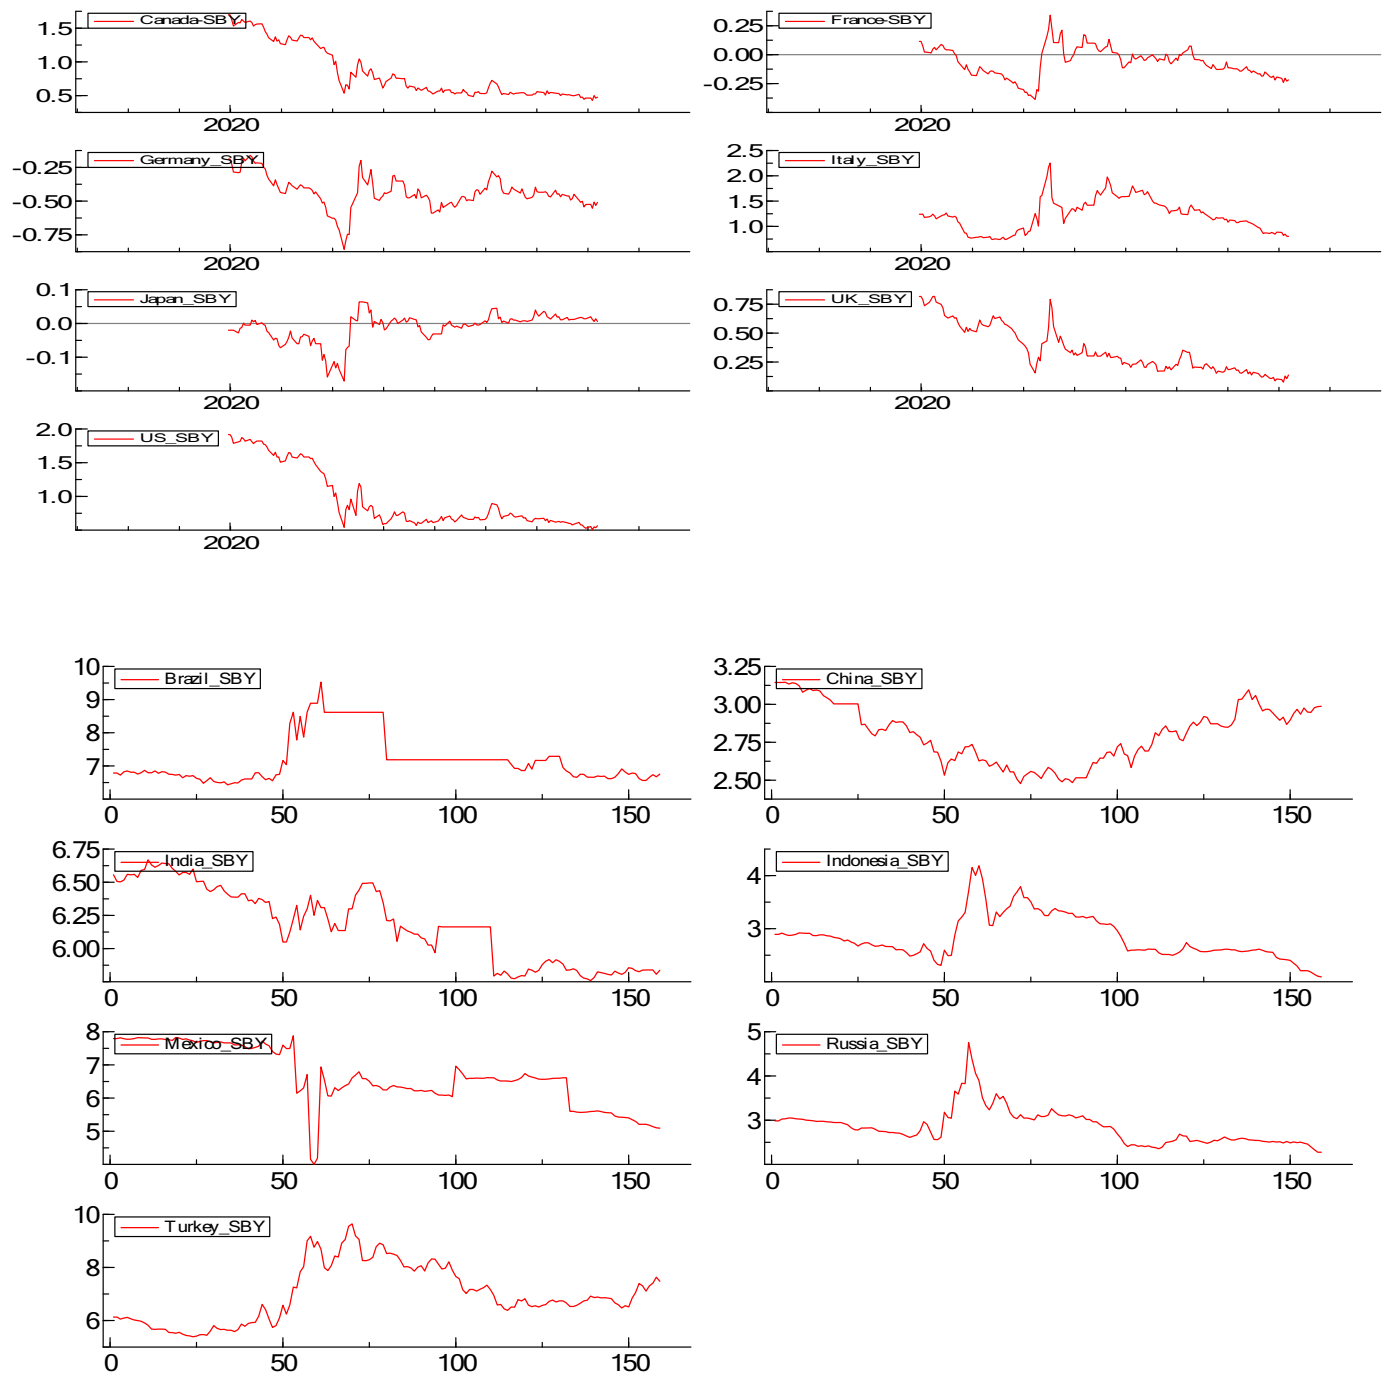 Canada-SBY
1.5
1.0
0.5
2020
France-SBY
0.25
0.00
-0.25
2020
Germany_SBY
-0.25
-0.50
-0.75
2020
Italy_SBY
2.5
2.0
1.5
1.0
2020
Japan_SBY
0.1
0.0
-0.1
2020
UK_SBY
0.75
0.50
0.25
2020
US_SBY
2.0
1.5
1.0
2020
Brazil_SBY
10
9
8
7
0 50 100 150
China_SBY
3.25
3.00
2.75
2.50
0 50 100 150
India_SBY
6.75
6.50
6.25
6.00
0 50 100 150
Indonesia_SBY
4
3
0 50 100 150
Mexico_SBY
8
7
6
5
0 50 100 150
Russia_SBY
5
4
3
0 50 100 150
Turkey_SBY
10
8
6
0 50 100 150